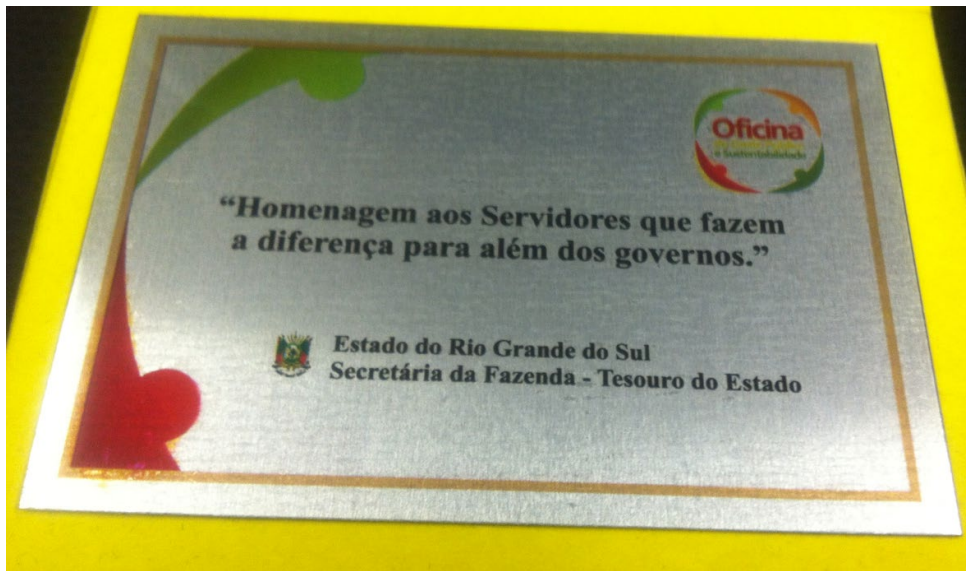 Oficina
e Sustentabilidade
“Homenagem aos Servidores que fazem
a diferença para além dos governos.”
Estado do Rio Grande do Sul
Secretária da Fazenda - Tesouro do Estado